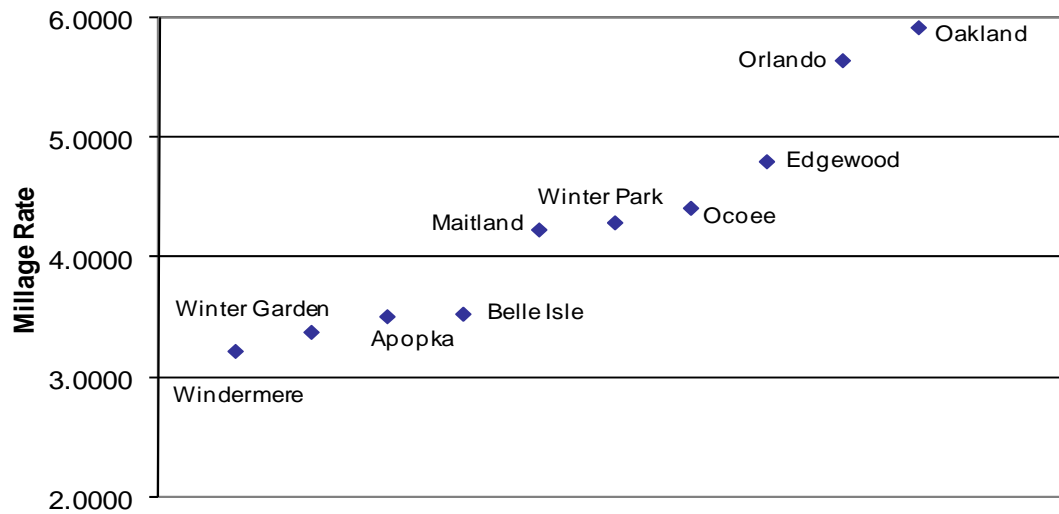 6.0000
Oakland
Orlando
5.0000
Edgewood
Winter Park
Maitland
Ocoee
4.0000
Millage Rate
Winter Garden
Belle Isle
Apopka
3.0000
Windermere
2.0000